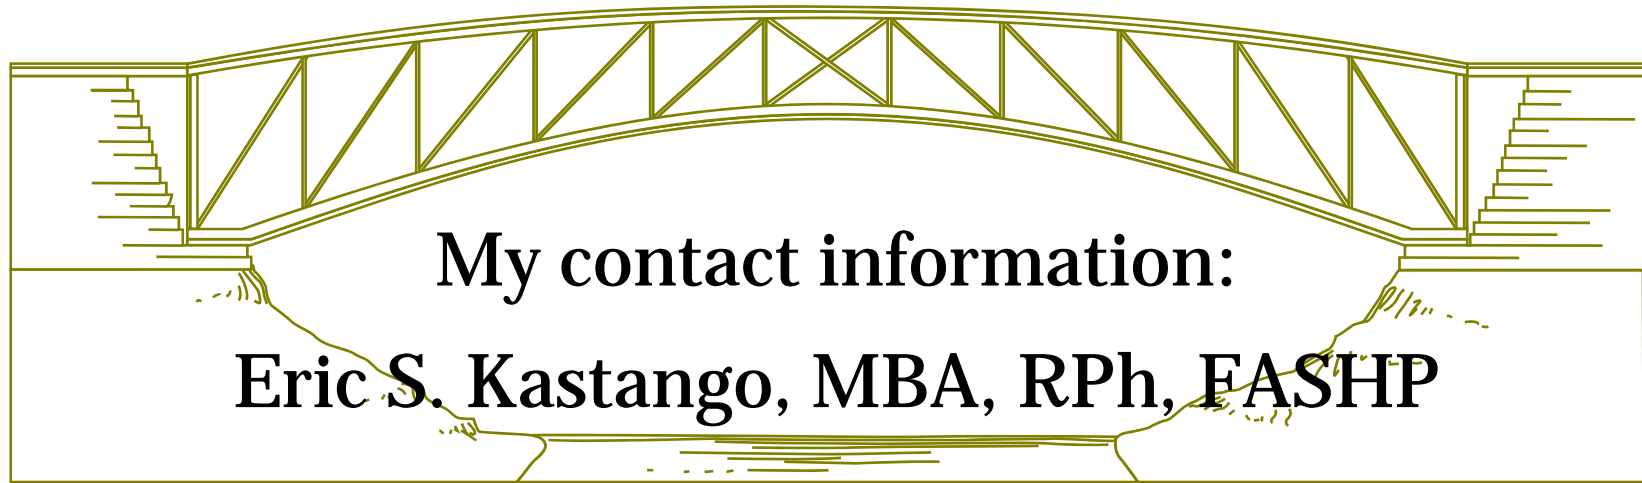 My contact information:
Eric S. Kastango, MBA, RPh, FASHP